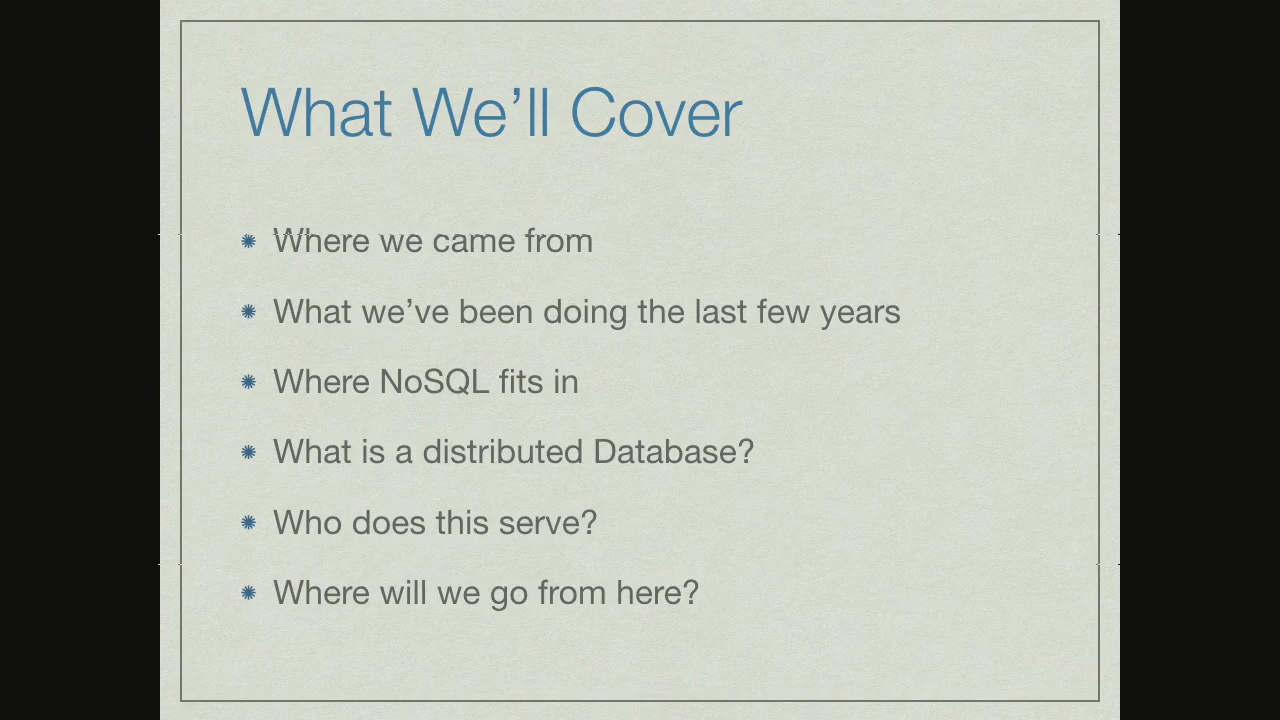 What We’ll Cover
Where we came from
What we’ve been doing the last few years
Where NoSQL fits in
What is a distributed Database?
Who does this serve?
Where will we go from here?